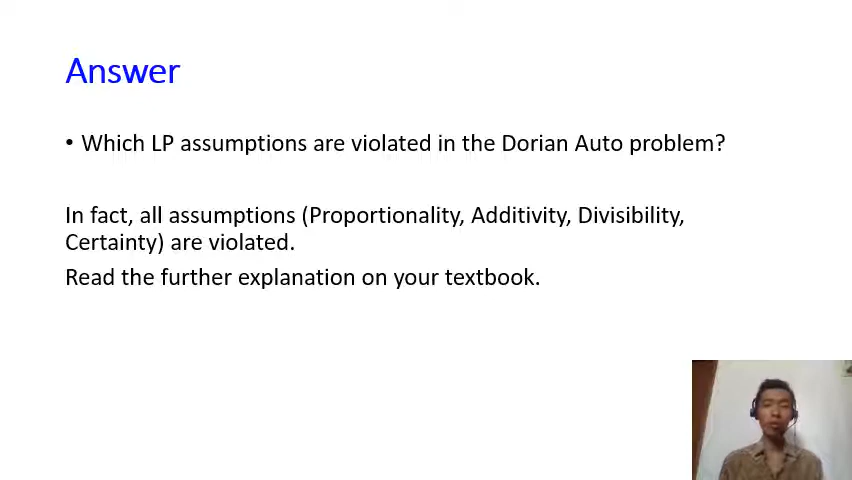 Answer
• Which LP assumptions are violated in the Dorian Auto problem?
In fact, all assumptions (Proportionality, Additivity, Divisibility,
Certainty) are violated.
Read the further explanation on your textbook.